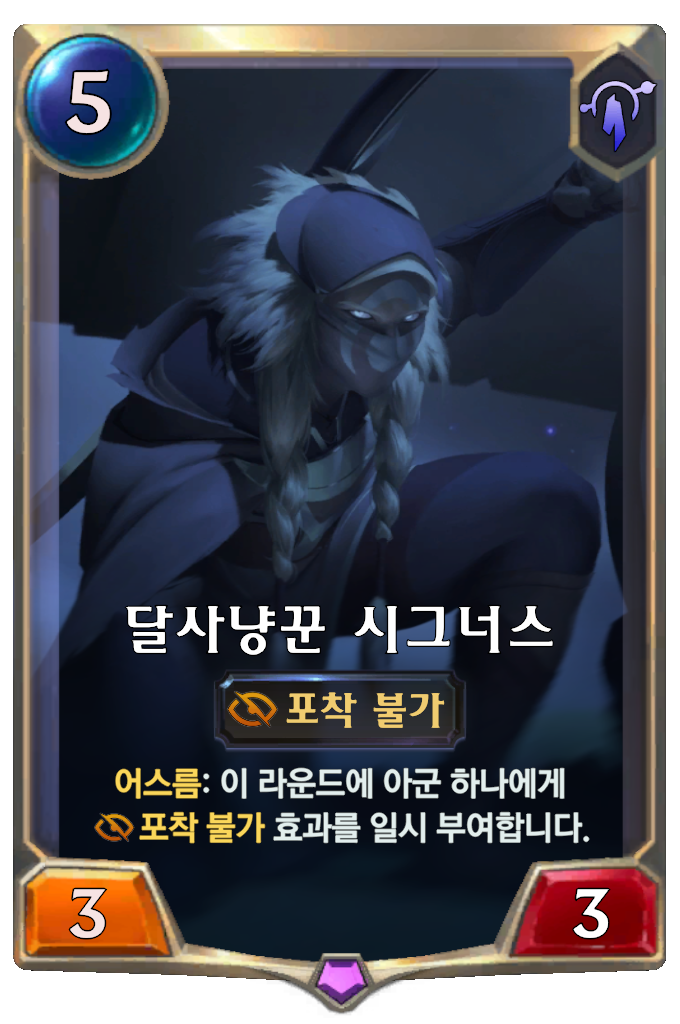 5
달사냥꾼 시그너스
포착 불가
어스름: 이 라운드에 아군 하나에게
포착 불가 효과를 일시 부여합니다.
3
3